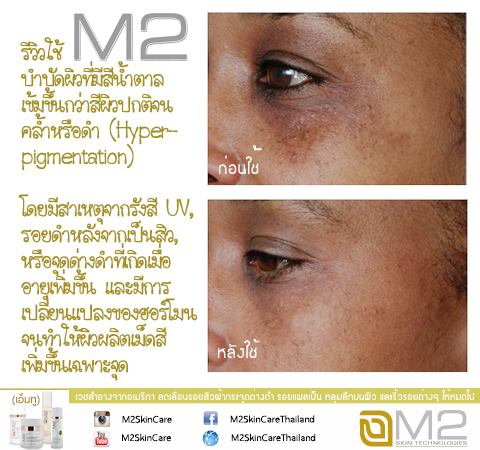 รีวิวใช้ M2
บำบัดผิวที่มีสีน้ำตาล
เข้มขึ้นกว่าสีผิวปกติจน
คล้ำหรือดำ (Hyper-
pigmentation)
ก่อนใช้
โดยมีสาเหตุจากรังสี UV,
รอยดำหลังจากเป็นสิว,
หรือจุดด่างดำที่เกิดเมื่อ
อายุเพิ่มขึ้น และมีการ
เปลี่ยนแปลงของฮอร์โมน
จนทำให้ผิวผลิตเม็ดสี
เพิ่มขึ้นเฉพาะจุด
หลังใช้
(เอ็มทู)
เวชสำอางจากอเมริกา ลดเลือนรอยสิวฝ้ากระจุดด่างดำ รอยแผลเป็น หลุมลึกบนผิว และริ้วรอยต่างๆ ให้หมดไป
M2SkinCare
M2SkinCareThailand
You Tube
M2SkinCare
M2SkinCareThailand
M2
SKIN TECHNOLOGIES